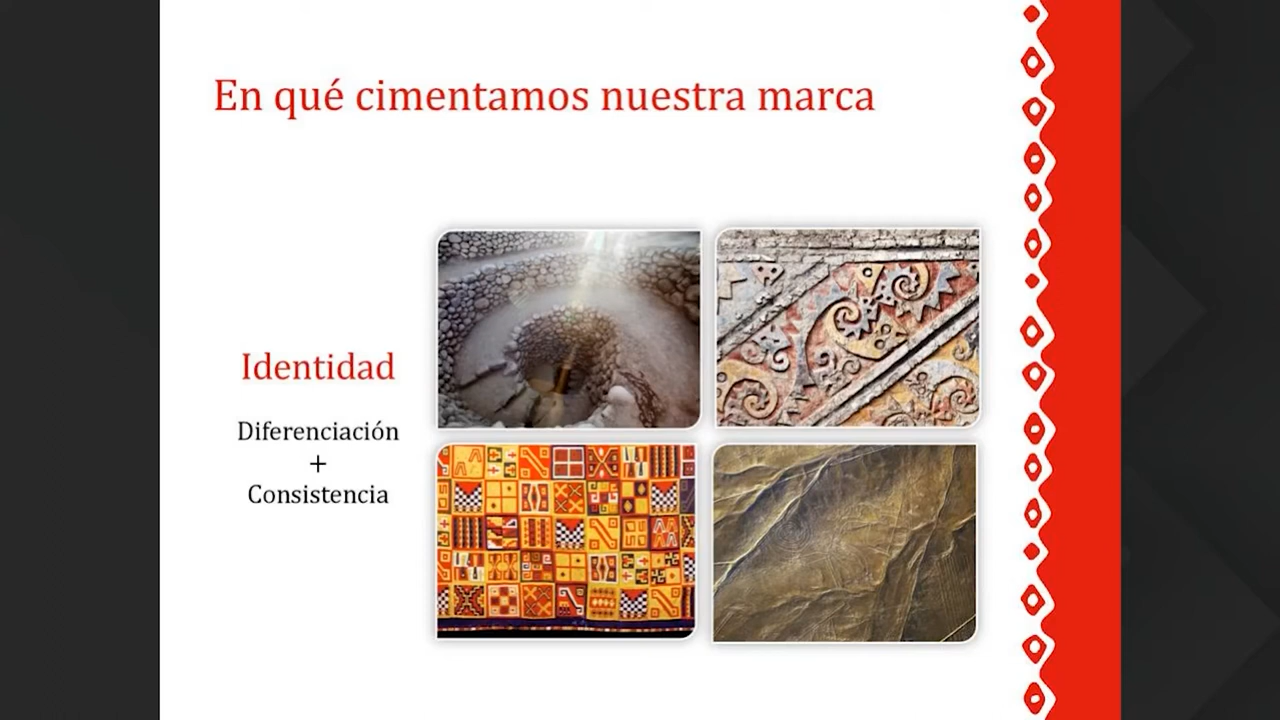 En qué cimentamos nuestra marca
Identidad
Diferenciación
+
Consistencia